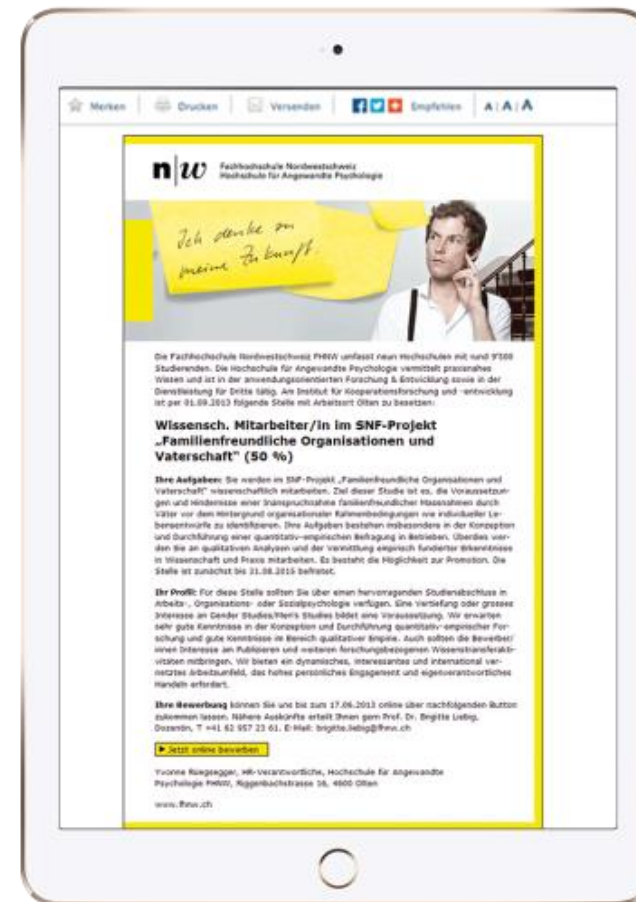 Merken
Drucken
Versenden
Empfehlen
A | A | A
n|w Fachhochschule Nordwestschweiz
Hochschule für Angewandte Psychologie
Ich denke an
meine Zukunft.
Die Fachhochschule Nordwestschweiz FHNW umfasst neun Hochschulen mit rund 9'500
Studierenden. Die Hochschule für Angewandte Psychologie vermittelt praxisnahes
Wissen und ist in der anwendungsorientierten Forschung & Entwicklung sowie in der
Dienstleistung für Dritte tätig. Am Institut für Kooperationsforschung und -entwicklung
ist per 01.09.2013 folgende Stelle mit Arbeitsort Olten zu besetzen:
Wissensch. Mitarbeiter/in im SNF-Projekt
„Familienfreundliche Organisationen und
Vaterschaft“ (50 %)
Ihre Aufgaben: Sie werden im SNF-Projekt „Familienfreundliche Organisationen und
Vaterschaft“ wissenschaftlich mitarbeiten. Ziel dieser Studie ist es, die Voraussetzun-
gen und Hindernisse einer Inanspruchnahme familienfreundlicher Massnahmen durch
Väter vor dem Hintergrund organisationaler Rahmenbedingungen wie individueller Le-
bensentwürfe zu identifizieren. Ihre Aufgaben bestehen insbesondere in der Konzeption
und Durchführung einer quantitativ-empirischen Befragung in Betrieben. Überdies wer-
den Sie an qualitativen Analysen und der Vermittlung empirisch fundierter Erkenntnisse
in Wissenschaft und Praxis mitarbeiten. Es besteht die Möglichkeit zur Promotion. Die
Stelle ist zunächst bis 31.08.2015 befristet.
Ihr Profil: Für diese Stelle sollten Sie über einen hervorragenden Studienabschluss in
Arbeits-, Organisations- oder Sozialpsychologie verfügen. Eine Vertiefung oder grosses
Interesse an Gender Studies/Men's Studies bildet eine Voraussetzung. Wir erwarten
sehr gute Kenntnisse in der Konzeption und Durchführung quantitativ-empirischer For-
schung und gute Kenntnisse im Bereich qualitativer Empirie. Auch sollten die Bewerber/
innen Interesse am Publizieren und weiteren forschungsbezogenen Wissenstransferakti-
vitäten mitbringen. Wir bieten ein dynamisches, interessantes und international ver-
netztes Arbeitsumfeld, das hohes persönliches Engagement und eigenverantwortliches
Handeln erfordert.
Ihre Bewerbung können Sie uns bis zum 17.06.2013 online über nachfolgenden Button
zukommen lassen. Nähere Auskünfte erteilt Ihnen gern Prof. Dr. Brigitte Liebig,
Dozentin, T +41 62 957 23 61. E-Mail: brigitte.liebig@fhnw.ch
Jetzt online bewerben
Yvonne Rüegsegger, HR-Verantwortliche, Hochschule für Angewandte
Psychologie FHNW, Riggenbachstrasse 16, 4600 Olten
www.fhnw.ch